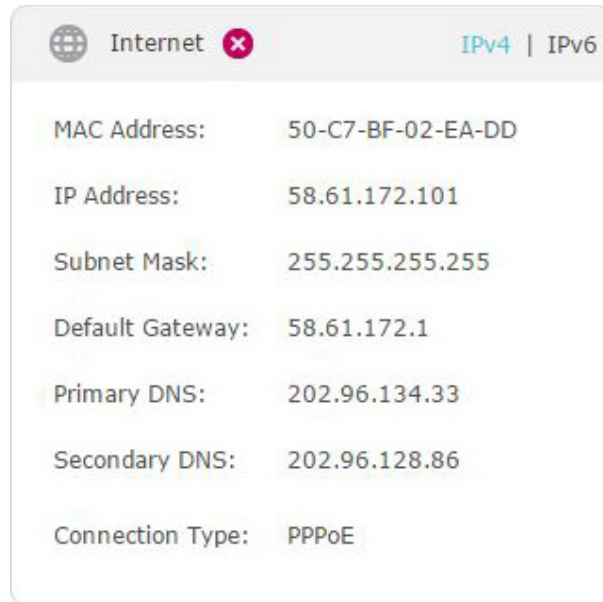 Internet IPv4 | IPv6
MAC Address: 50-C7-BF-02-EA-DD
IP Address: 58.61.172.101
Subnet Mask: 255.255.255.255
Default Gateway: 58.61.172.1
Primary DNS: 202.96.134.33
Secondary DNS: 202.96.128.86
Connection Type: PPPoE